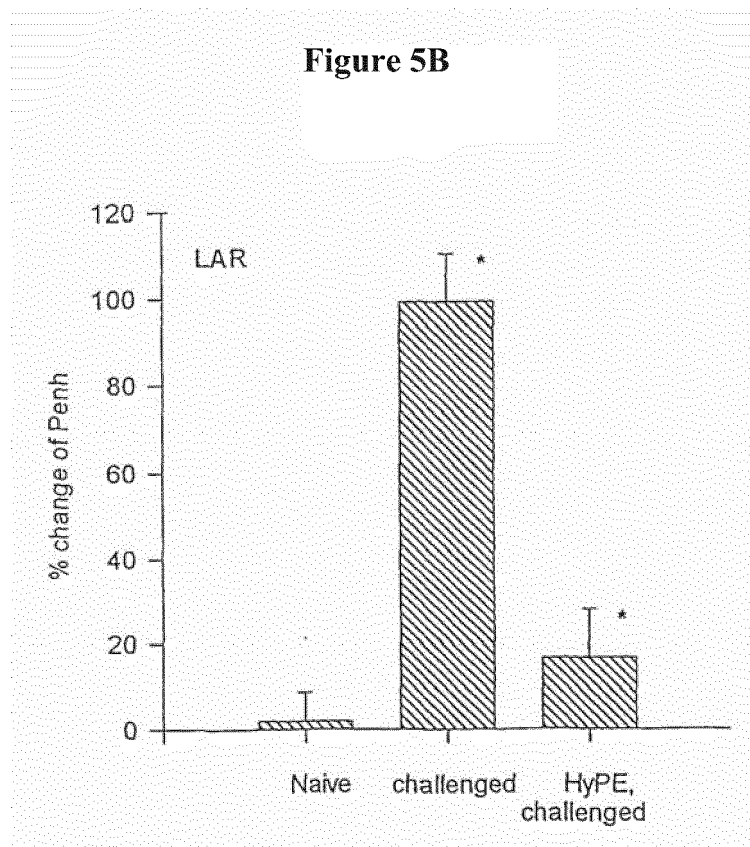 Figure 5B
120
LAR
*
100
80
60
40
20
*
0
% change of Penh
Naive
challenged
HyPE,
challenged